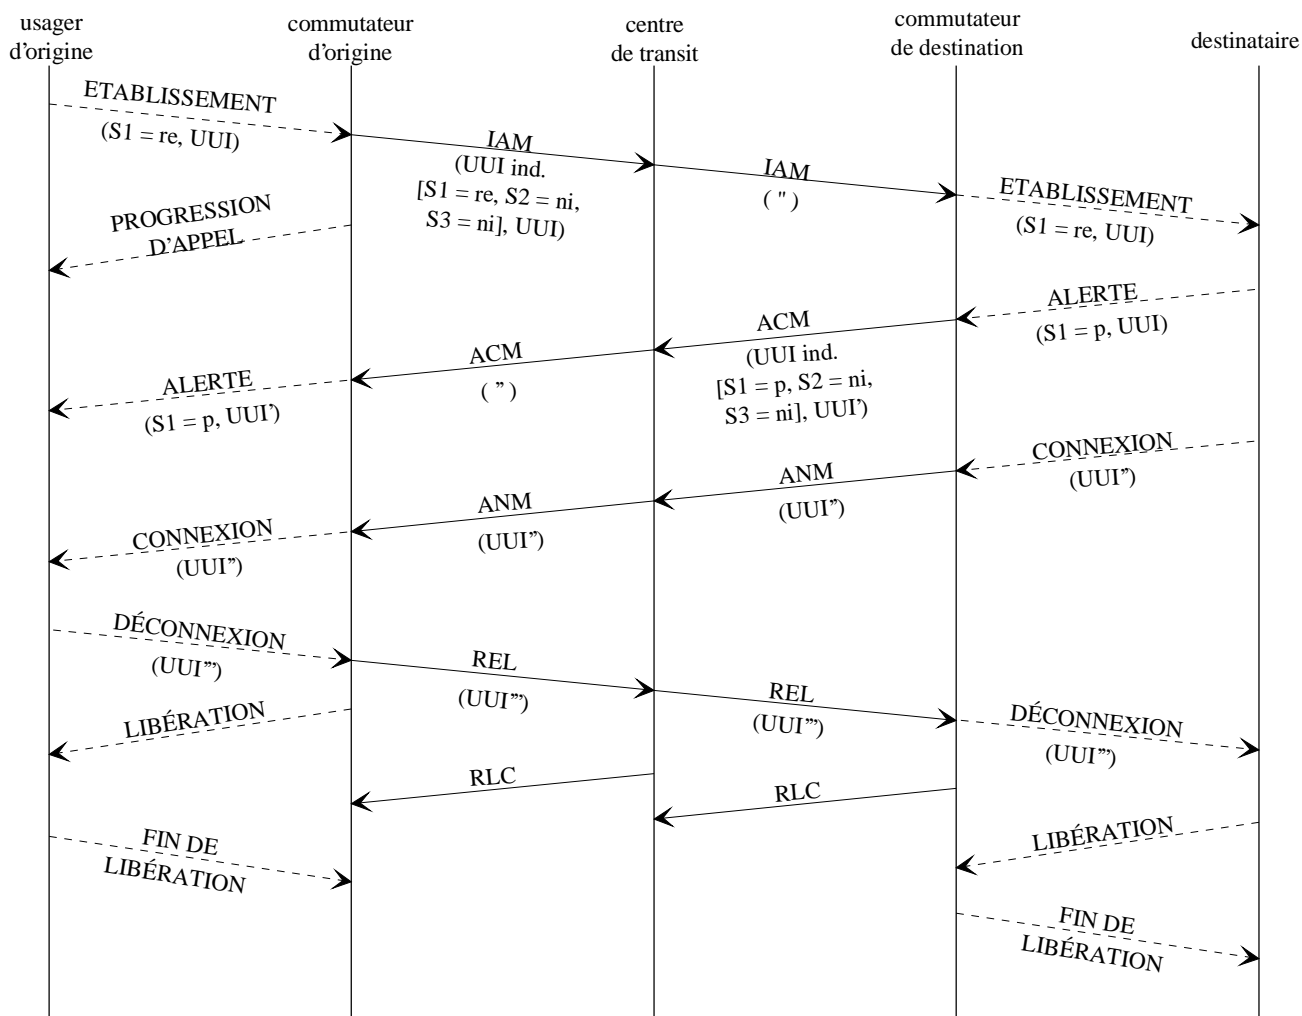 usager
d'origine
commutateur
d'origine
centre
de transit
commutateur
de destination
destinataire
ETABLISSEMENT
(S1 = re, UUI)
IAM
(UUI ind.
[S1 = re, S2 = ni,
S3 = ni], UUI)
IAM
( " )
ETABLISSEMENT
(S1 = re, UUI)
PROGRESSION
D'APPEL
ALERTE
(S1 = p, UUI)
ACM
(UUI ind.
[S1 = p, S2 = ni,
S3 = ni], UUI')
ACM
( " )
ALERTE
(S1 = p, UUI')
CONNEXION
(UUI")
ANM
(UUI")
ANM
(UUI")
CONNEXION
(UUI")
DÉCONNEXION
(UUI"')
REL
(UUI"')
REL
(UUI"')
DÉCONNEXION
(UUI"')
LIBÉRATION
RLC
RLC
LIBÉRATION
FIN DE
LIBÉRATION
FIN DE
LIBÉRATION